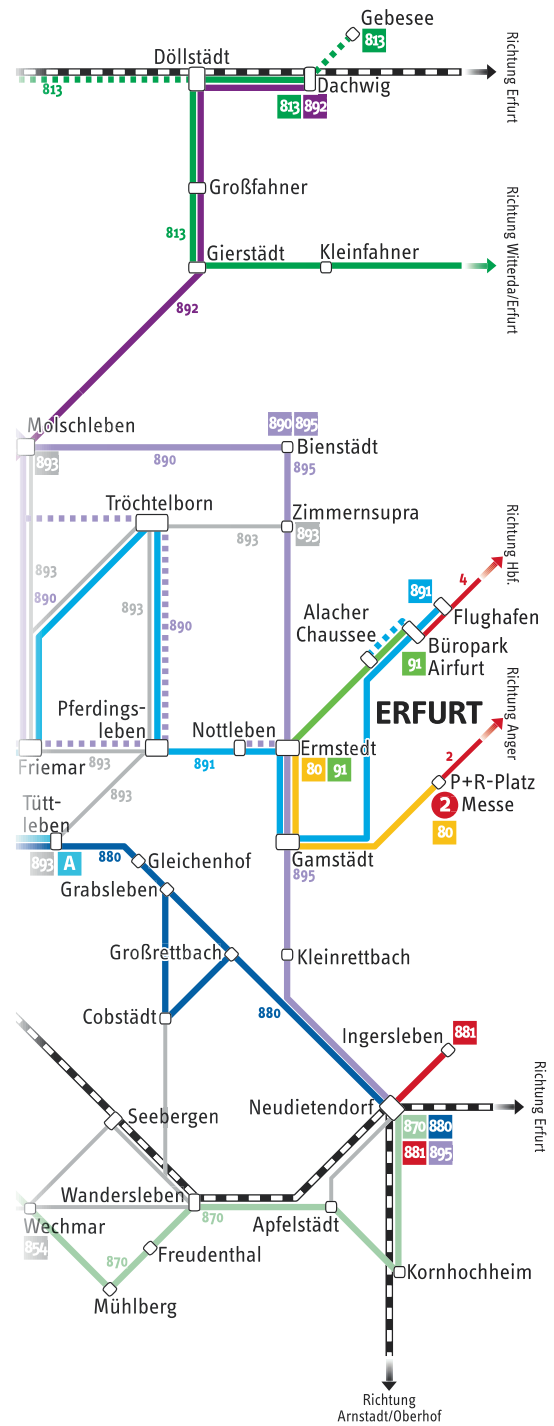 Gebesee
813
Döllstädt
813
Dachwig
813 892
Richtung Erfurt
Großfahner
813
Gierstädt
Kleinfahner
Richtung Witterda/Erfurt
892
Molschleben
893
890
890 895
Bienstädt
895
Tröchtelborn
Zimmernsupra
893
893
893
890
893
890
Richtung Hbf.
4
891
Flughafen
Alacher
Chaussee
Büropark
Airfurt
91
ERFURT
Richtung Anger
2
Pferdings-
leben
Nottleben
Ermstedt
80 91
891
Friemar
893
893
P+R-Platz
Messe
2
80
Tütt-
leben
893 A
880
Gleichenhof
Gamstädt
895
Grabsleben
Großrettbach
Kleinrettbach
Cobstädt
880
Ingersleben
881
Neudietendorf
870 880
881 895
Richtung Erfurt
Seebergen
Wandersleben
870
Apfelstädt
Wechmar
854
870
Freudenthal
Mühlberg
Kornhochheim
Richtung
Arnstadt/Oberhof